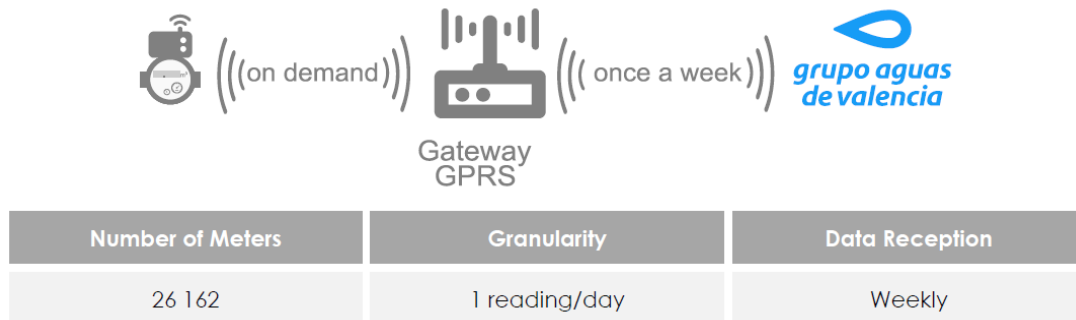 (((on demand)))
((( once a week)))
grupo aguas
de valencia
Gateway
GPRS
Number of Meters
Granularity
Data Reception
26 162
1 reading/day
Weekly